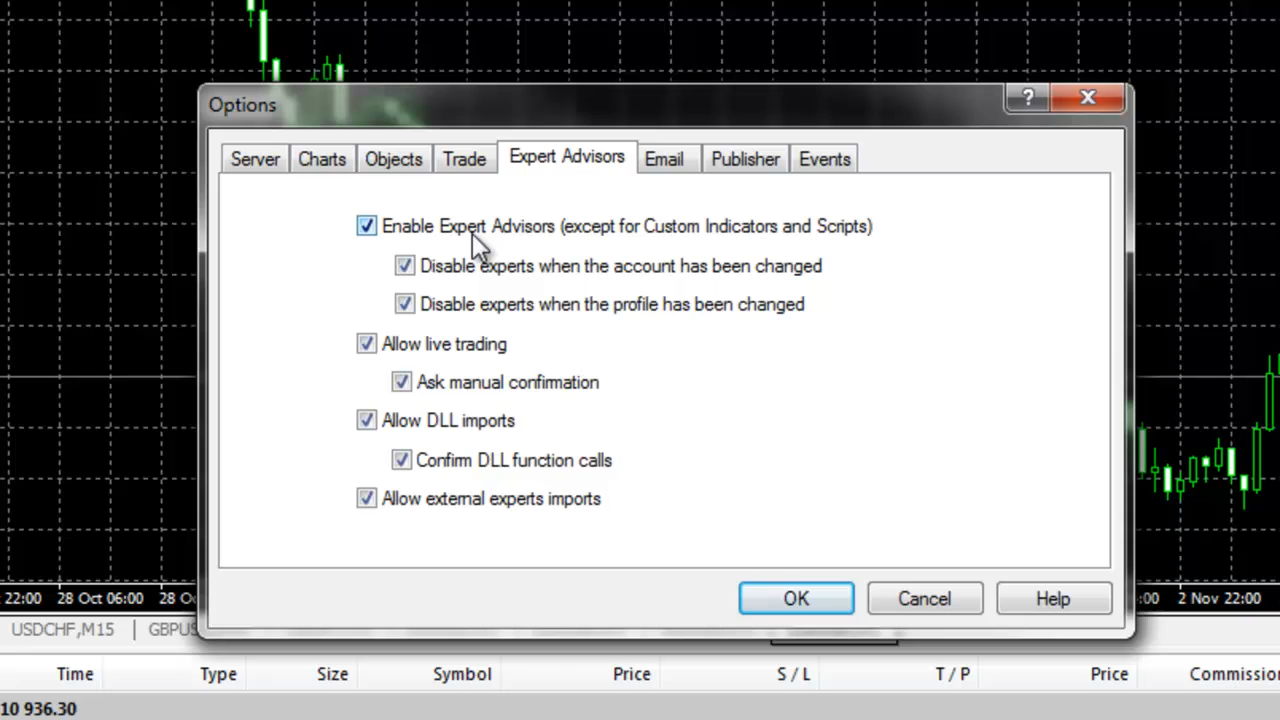 Options
?
Server Charts Objects Trade Expert Advisors Email Publisher Events
Enable Expert Advisors (except for Custom Indicators and Scripts)
Disable experts when the account has been changed
Disable experts when the profile has been changed
Allow live trading
Ask manual confirmation
Allow DLL imports
Confirm DLL function calls
Allow external experts imports
OK Cancel Help
22:00 28 Oct 06:00 28 O :00 2 Nov 22:00
USDCHF,M15 | GBPUS
Time Type Size Symbol Price S / L T / P Price Commissio
10 936.30